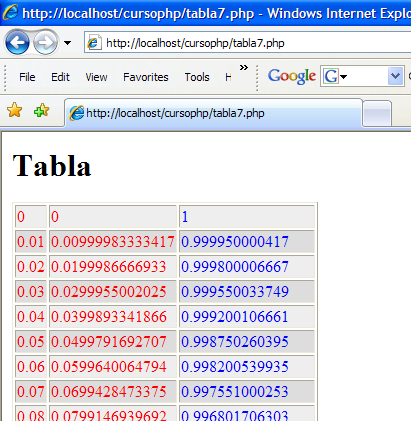 http://localhost/cursophp/tabla7.php - Windows Internet Explo
http://localhost/cursophp/tabla7.php
File Edit View Favorites Tools H » Google G
http://localhost/cursophp/tabla7.php
Tabla
0 0 1
0.01 0.00999983333417 0.999950000417
0.02 0.0199986666933 0.999800006667
0.03 0.0299955002025 0.999550033749
0.04 0.0399893341866 0.999200106661
0.05 0.0499791692707 0.998750260395
0.06 0.0599640064794 0.998200539935
0.07 0.0699428473375 0.997551000253
0.08 0.0799146939692 0.996801706303